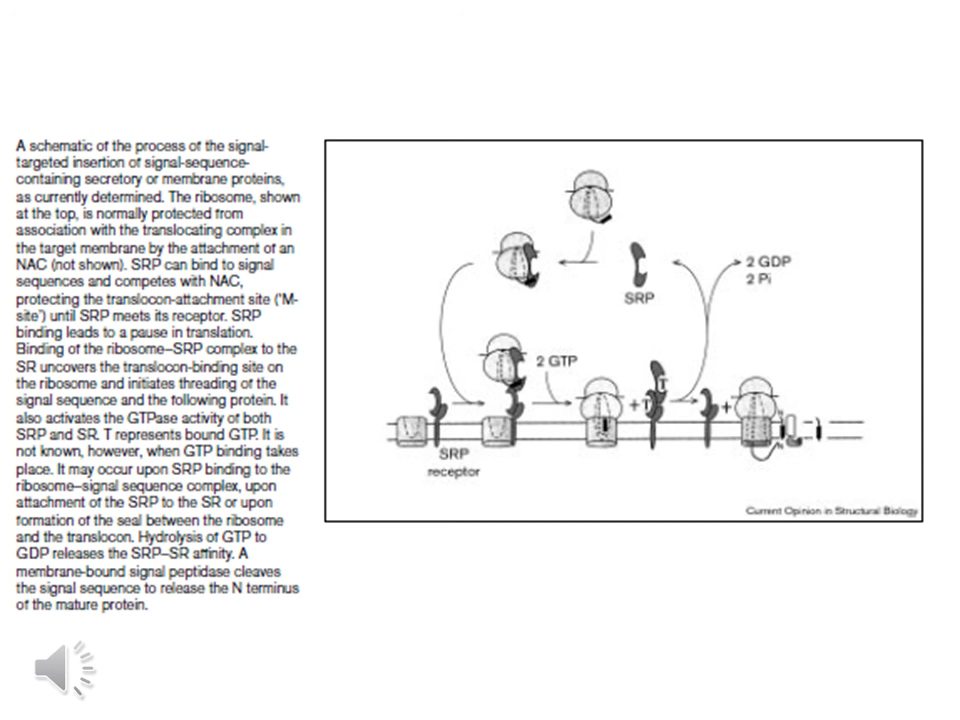 A schematic of the process of the signal-
targeted insertion of signal-sequence-
containing secretory or membrane proteins,
as currently determined. The ribosome, shown
at the top, is normally protected from
association with the translocating complex in
the target membrane by the attachment of an
NAC (not shown). SRP can bind to signal
sequences and competes with NAC,
protecting the translocon-attachment site ('M-
site') until SRP meets its receptor. SRP
binding leads to a pause in translation.
Binding of the ribosome–SRP complex to the
SR uncovers the translocon-binding site on
the ribosome and initiates threading of the
signal sequence and the following protein. It
also activates the GTPase activity of both
SRP and SR. T represents bound GTP. It is
not known, however, when GTP binding takes
place. It may occur upon SRP binding to the
ribosome–signal sequence complex, upon
attachment of the SRP to the SR or upon
formation of the seal between the ribosome
and the translocon. Hydrolysis of GTP to
GDP releases the SRP–SR affinity. A
membrane-bound signal peptidase cleaves
the signal sequence to release the N terminus
of the mature protein.
SRP
2 GDP
2 Pi
2 GTP
T
+ T
+
SRP
receptor
N
Current Opinion in Structural Biology